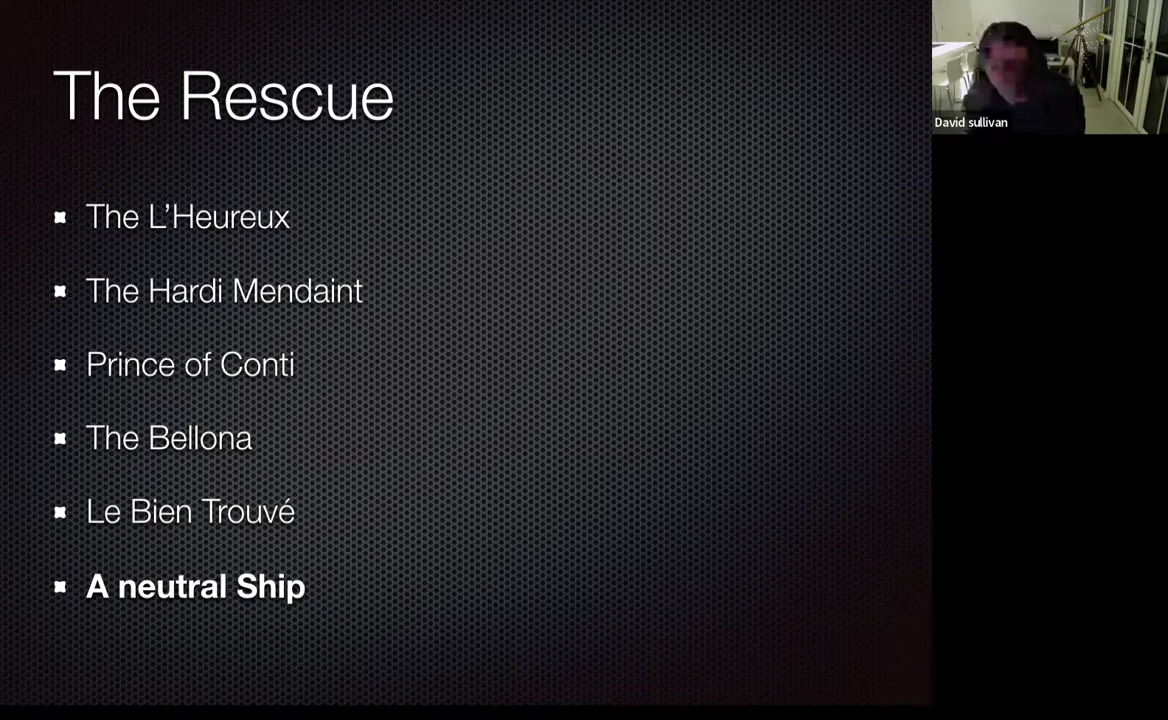 The Rescue
The L'Heureux
The Hardi Mendaint
Prince of Conti
The Bellona
Le Bien Trouvé
A neutral Ship
David sullivan